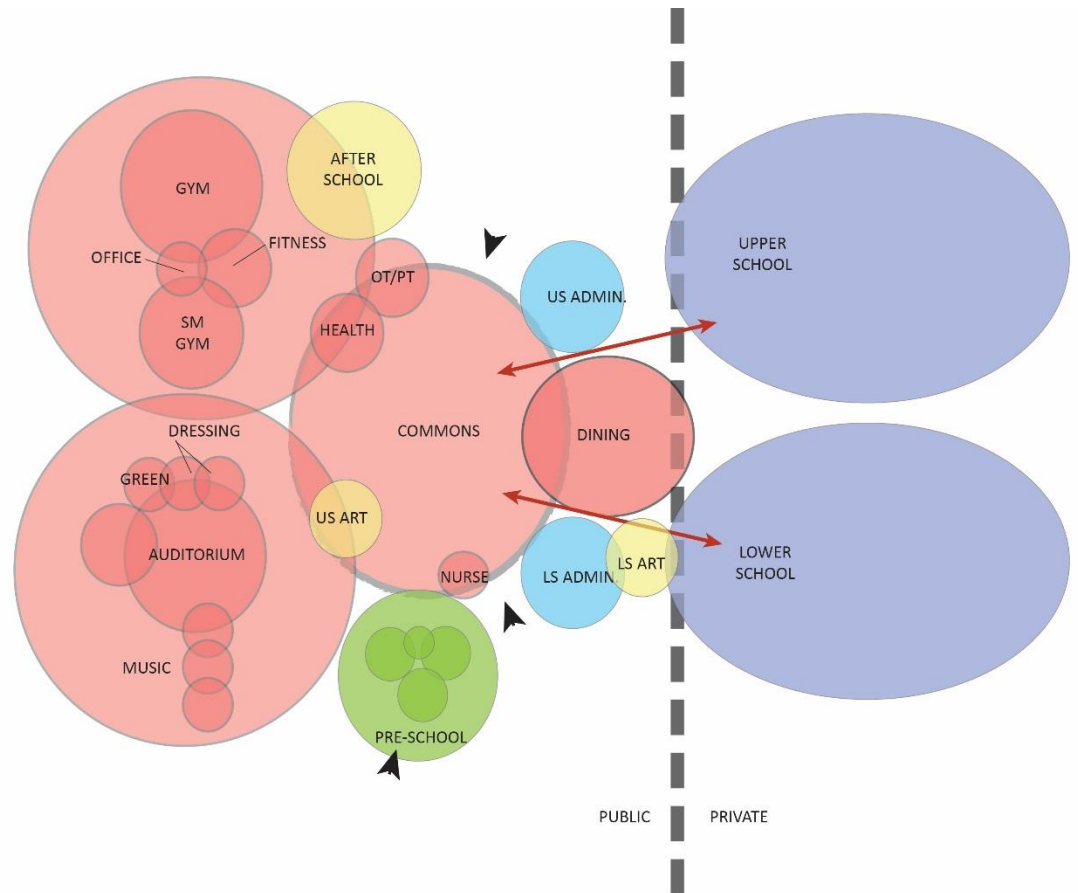 AFTER
SCHOOL
GYM
OFFICE
FITNESS
SM
GYM
OT/PT
HEALTH
US ADMIN.
UPPER
SCHOOL
COMMONS
DINING
DRESSING
GREEN
AUDITORIUM
US ART
MUSIC
NURSE
LS ADMIN.
LS ART
LOWER
SCHOOL
PRE-SCHOOL
PUBLIC
PRIVATE